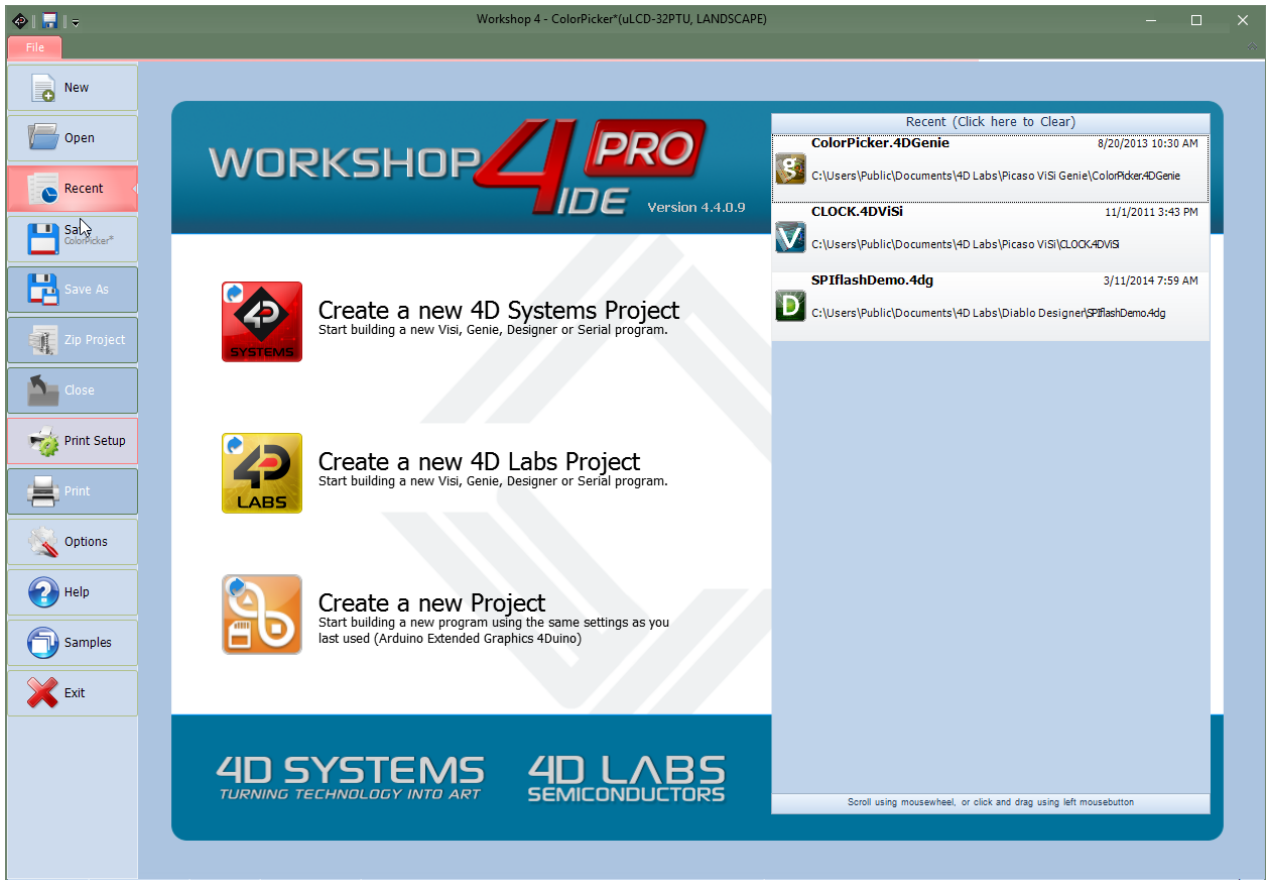 Workshop 4 - ColorPicker*(uLCD-32PTU, LANDSCAPE)
File
New
Open
Recent
ColorPicker*
Save As
Zip Project
Close
Print Setup
Print
Options
Help
Samples
Exit
WORKSHOP 4 PRO
IDE
Version 4.4.0.9
Create a new 4D Systems Project
Start building a new Visi, Genie, Designer or Serial program.
4D
SYSTEMS
Create a new 4D Labs Project
Start building a new Visi, Genie, Designer or Serial program.
4D
LABS
Create a new Project
Start building a new program using the same settings as you
last used (Arduino Extended Graphics 4Duino)
4D SYSTEMS
TURNING TECHNOLOGY INTO ART
4D LABS
SEMICONDUCTORS
Recent (Click here to Clear)
ColorPicker.4DGenie 8/20/2013 10:30 AM
C:\Users\Public\Documents\4D Labs\Picaso ViSi Genie\ColorPicker.4DGenie
CLOCK.4DViSi 11/1/2011 3:43 PM
C:\Users\Public\Documents\4D Labs\Picaso ViSi\CLOCK.4DViSi
SPIflashDemo.4dg 3/11/2014 7:59 AM
C:\Users\Public\Documents\4D Labs\Diablo Designer\SPIflashDemo.4dg
Scroll using mousewheel, or click and drag using left mousebutton